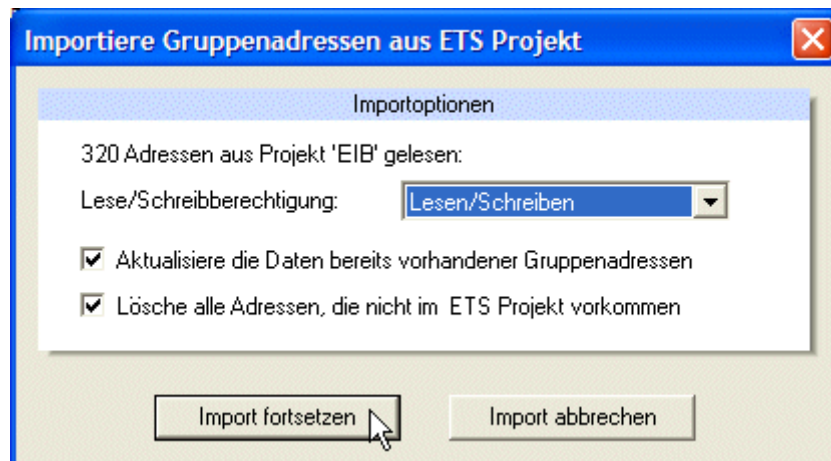 Importiere Gruppenadressen aus ETS Projekt
Importoptionen
320 Adressen aus Projekt 'EIB' gelesen:
Lese/Schreibberechtigung: Lesen/Schreiben
Aktualisiere die Daten bereits vorhandener Gruppenadressen
Lösche alle Adressen, die nicht im ETS Projekt vorkommen
Import fortsetzen Import abbrechen